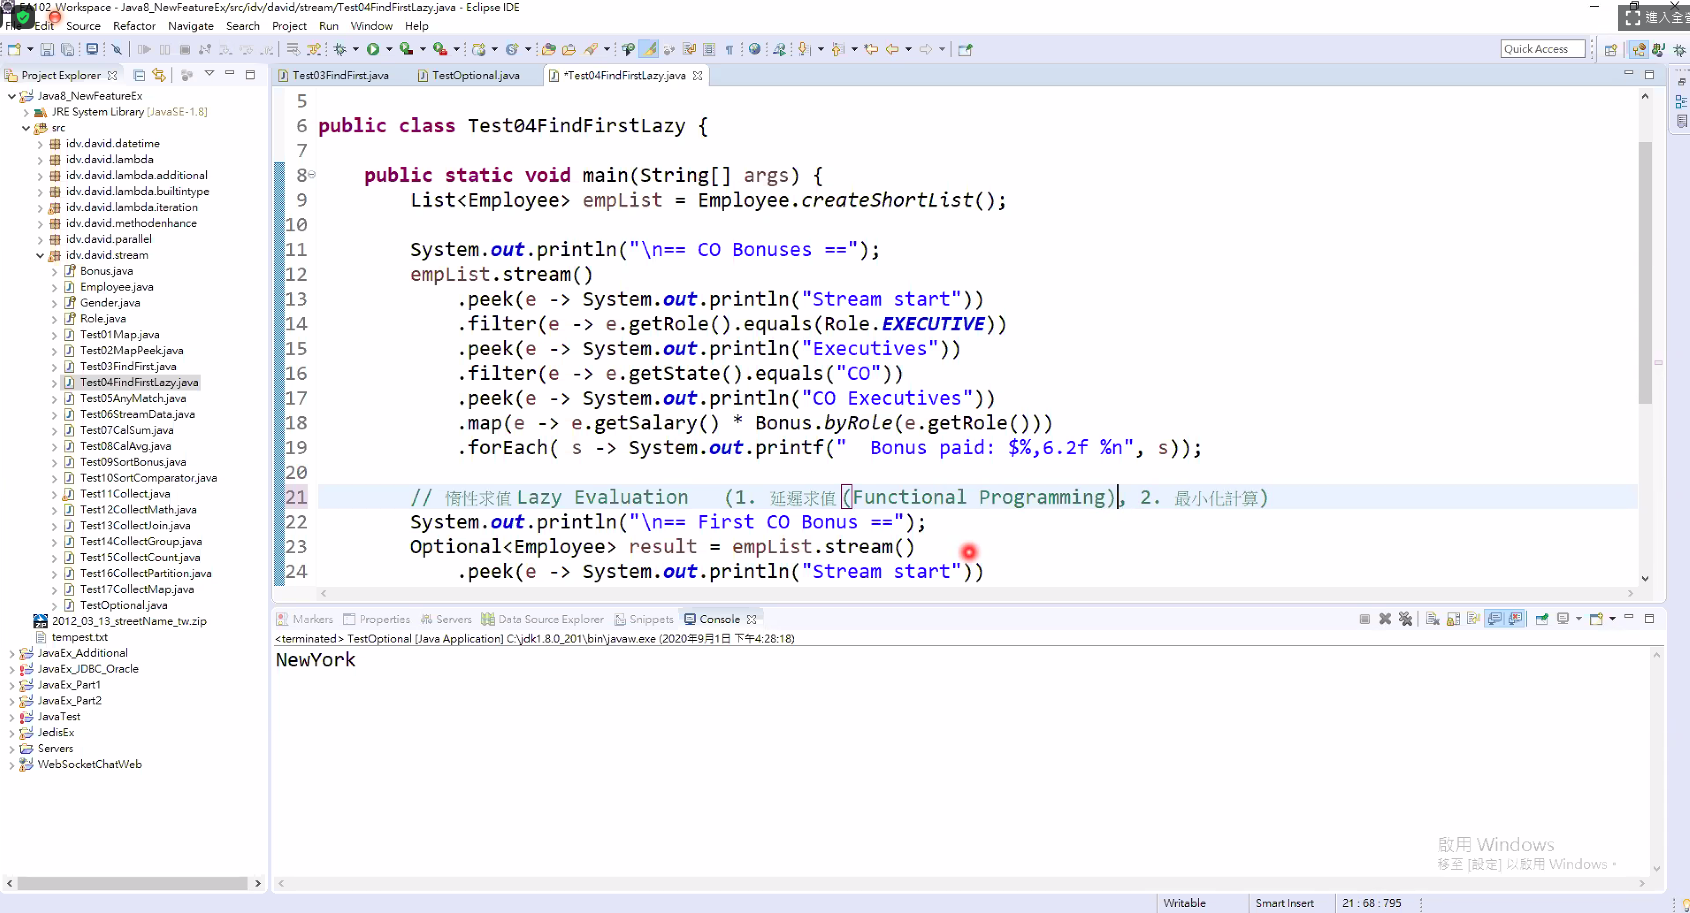 FA102_Workspace - Java8_NewFeatureEx/src/idv/david/stream/Test04FindFirstLazy.java - Eclipse IDE
進入全
File Edit Source Refactor Navigate Search Project Run Window Help
Quick Access
Project Explorer
Java8_NewFeatureEx
JRE System Library [JavaSE-1.8]
src
idv.david.datetime
idv.david.lambda
idv.david.lambda.additional
idv.david.lambda.builtintype
idv.david.lambda.iteration
idv.david.methodenhance
idv.david.parallel
idv.david.stream
Bonus.java
Employee.java
Gender.java
Role.java
Test01Map.java
Test02MapPeek.java
Test03FindFirst.java
Test04FindFirstLazy.java
Test05AnyMatch.java
Test06StreamData.java
Test07CalSum.java
Test08CalAvg.java
Test09SortBonus.java
Test10SortComparator.java
Test11Collect.java
Test12CollectMath.java
Test13CollectJoin.java
Test14CollectGroup.java
Test15CollectCount.java
Test16CollectPartition.java
Test17CollectMap.java
TestOptional.java
2012_03_13_streetName_tw.zip
tempest.txt
JavaEx_Additional
JavaEx_JDBC_Oracle
JavaEx_Part1
JavaEx_Part2
JavaTest
JedisEx
Servers
WebSocketChatWeb
Test03FindFirst.java TestOptional.java *Test04FindFirstLazy.java
5
6 public class Test04FindFirstLazy {
7
8 public static void main(String[] args) {
9 List<Employee> empList = Employee.createShortList();
10
11 System.out.println("\n== CO Bonuses ==");
12 empList.stream()
13 .peek(e -> System.out.println("Stream start"))
14 .filter(e -> e.getRole().equals(Role.EXECUTIVE))
15 .peek(e -> System.out.println("Executives"))
16 .filter(e -> e.getState().equals("CO"))
17 .peek(e -> System.out.println("CO Executives"))
18 .map(e -> e.getSalary() * Bonus.byRole(e.getRole()))
19 .forEach( s -> System.out.printf("  Bonus paid: $%,6.2f %n", s));
20
21 // 惰性求值 Lazy Evaluation   (1. 延遲求值(Functional Programming), 2. 最小化計算)
22 System.out.println("\n== First CO Bonus ==");
23 Optional<Employee> result = empList.stream()
24 .peek(e -> System.out.println("Stream start"))
Markers Properties Servers Data Source Explorer Snippets Console
<terminated> TestOptional [Java Application] C:\jdk1.8.0_201\bin\javaw.exe (2020年9月1日 下午4:28:18)
NewYork
啟用 Windows
移至 [設定] 以啟用 Windows。
Writable Smart Insert 21 : 68 : 795